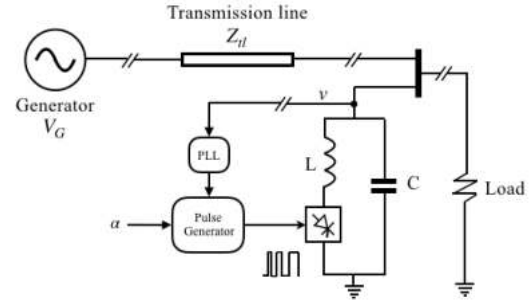 Transmission line
Z_tl
Generator
V_G
v
PLL
L
C
Load
α
Pulse
Generator